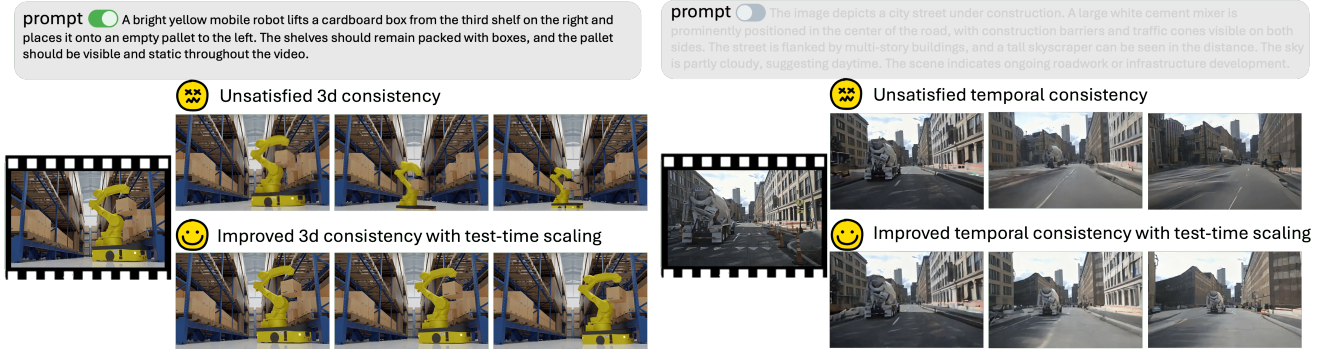 prompt A bright yellow mobile robot lifts a cardboard box from the third shelf on the right and
places it onto an empty pallet to the left. The shelves should remain packed with boxes, and the pallet
should be visible and static throughout the video.
Unsatisfied 3d consistency
Improved 3d consistency with test-time scaling
prompt The image depicts a city street under construction. A large white cement mixer is
prominently positioned in the center of the road, with construction barriers and traffic cones visible on both
sides. The street is flanked by multi-story buildings, and a tall skyscraper can be seen in the distance. The sky
is partly cloudy, suggesting daytime. The scene indicates ongoing roadwork or infrastructure development.
Unsatisfied temporal consistency
Improved temporal consistency with test-time scaling